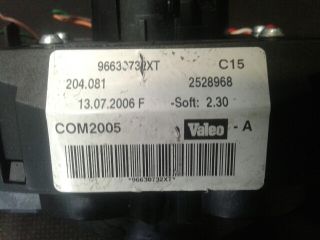 96630732XT C15
204.081 2528968
13.07.2006 F -Soft: 2.30
COM2005 Valeo - A
*96630732XT*